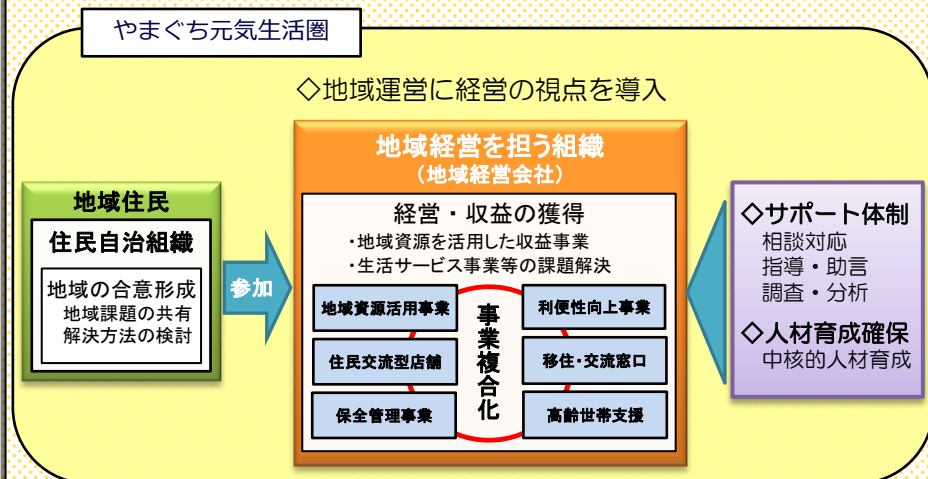 やまぐち元気生活圏
◇地域運営に経営の視点を導入
地域住民
住民自治組織
地域の合意形成
地域課題の共有
解決方法の検討
参加
地域経営を担う組織
（地域経営会社）
経営・収益の獲得
・地域資源を活用した収益事業
・生活サービス事業等の課題解決
地域資源活用事業
住民交流型店舗
保全管理事業
事業複合化
利便性向上事業
移住・交流窓口
高齢世帯支援
◇サポート体制
相談対応
指導・助言
調査・分析
◇人材育成確保
中核的人材育成